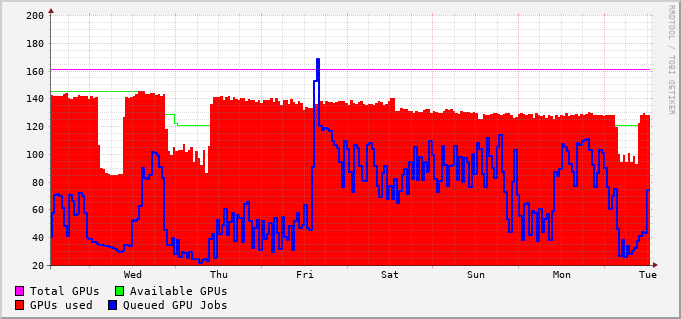 RRDTOOL / TOBI OETIKER
200
180
160
140
120
100
80
60
40
20
Wed Thu Fri Sat Sun Mon Tue
Total GPUs Available GPUs
GPUs used Queued GPU Jobs